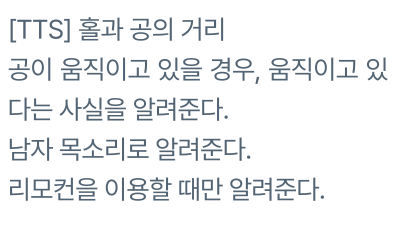 [TTS] 홀과 공의 거리
공이 움직이고 있을 경우, 움직이고 있
다는 사실을 알려준다.
남자 목소리로 알려준다.
리모컨을 이용할 때만 알려준다.